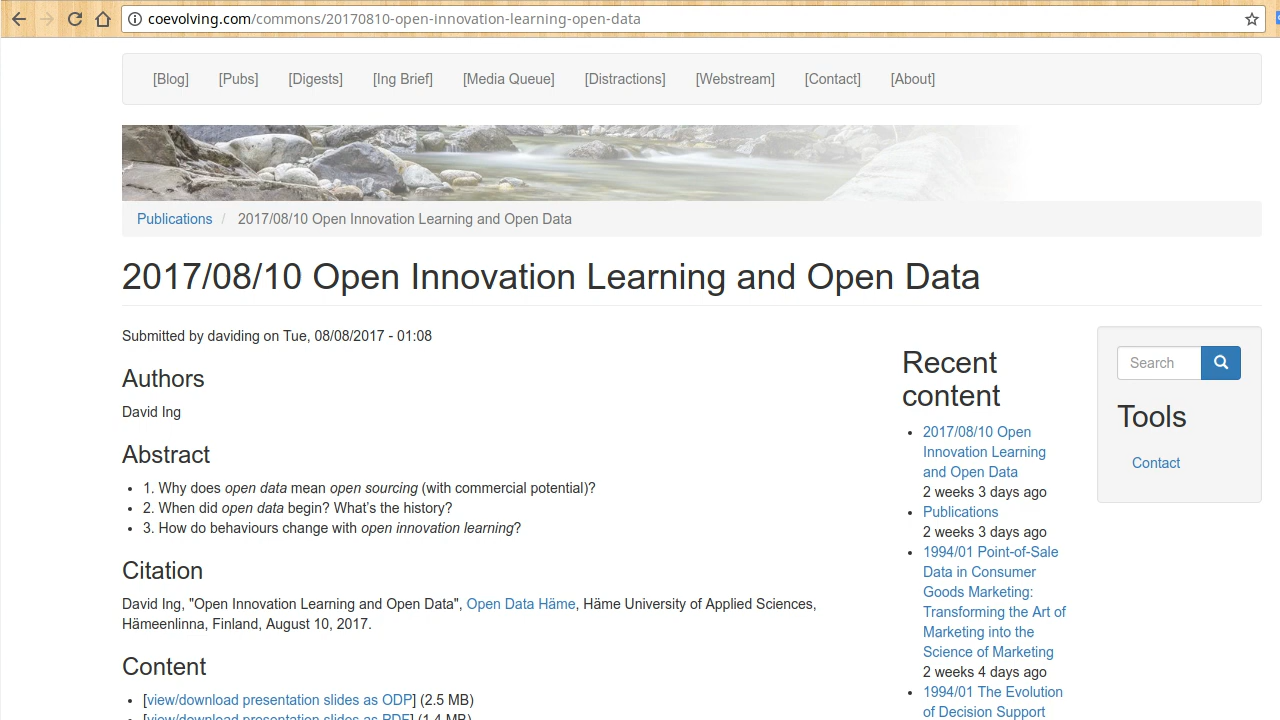 coevolving.com/commons/20170810-open-innovation-learning-open-data
[Blog] [Pubs] [Digests] [Ing Brief] [Media Queue] [Distractions] [Webstream] [Contact] [About]
Publications / 2017/08/10 Open Innovation Learning and Open Data
2017/08/10 Open Innovation Learning and Open Data
Submitted by daviding on Tue, 08/08/2017 - 01:08
Authors
David Ing
Abstract
• 1. Why does open data mean open sourcing (with commercial potential)?
• 2. When did open data begin? What's the history?
• 3. How do behaviours change with open innovation learning?
Citation
David Ing, "Open Innovation Learning and Open Data", Open Data Häme, Häme University of Applied Sciences,
Hämeenlinna, Finland, August 10, 2017.
Content
• [view/download presentation slides as ODP] (2.5 MB)
• [view/download presentation slides as PDF] (1.4 MB)
Recent
content
• 2017/08/10 Open
Innovation Learning
and Open Data
2 weeks 3 days ago
• Publications
2 weeks 3 days ago
• 1994/01 Point-of-Sale
Data in Consumer
Goods Marketing:
Transforming the Art of
Marketing into the
Science of Marketing
2 weeks 4 days ago
• 1994/01 The Evolution
of Decision Support
Search
Tools
Contact